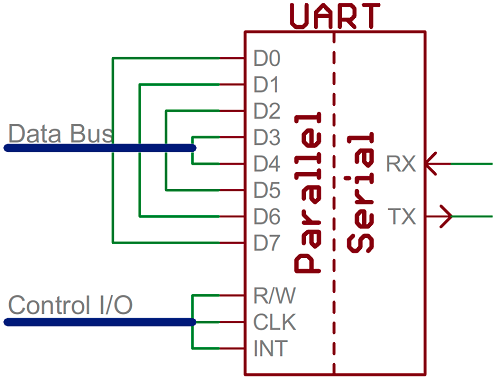 UART
D0
D1
D2
Data Bus
D3
D4
D5
D6
D7
Parallel
Serial
RX
TX
Control I/O
R/W
CLK
INT